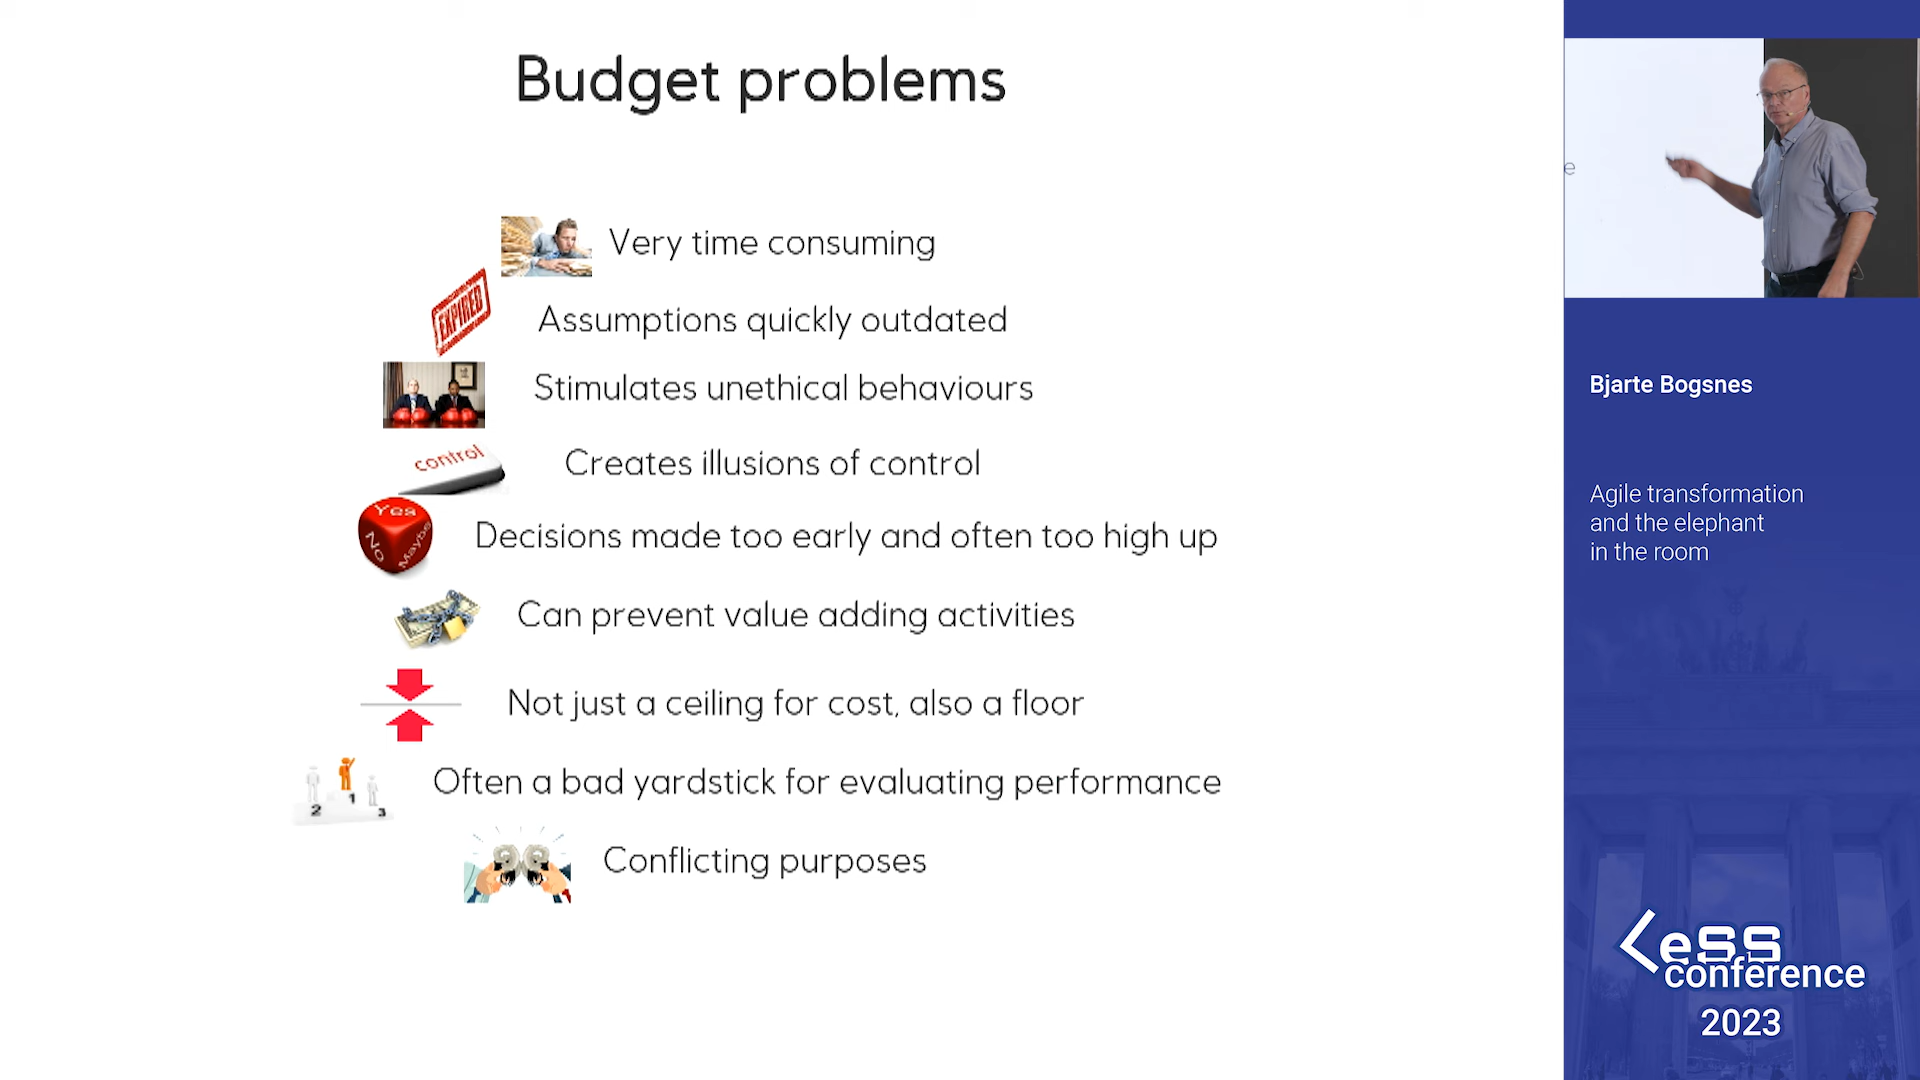 Budget problems
Very time consuming
EXPIRED
Assumptions quickly outdated
Stimulates unethical behaviours
control
Creates illusions of control
Yes
No
Maybe
Decisions made too early and often too high up
Can prevent value adding activities
Not just a ceiling for cost, also a floor
2 1 3
Often a bad yardstick for evaluating performance
Conflicting purposes
e
Bjarte Bogsnes
Agile transformation
and the elephant
in the room
LeSS
conference
2023